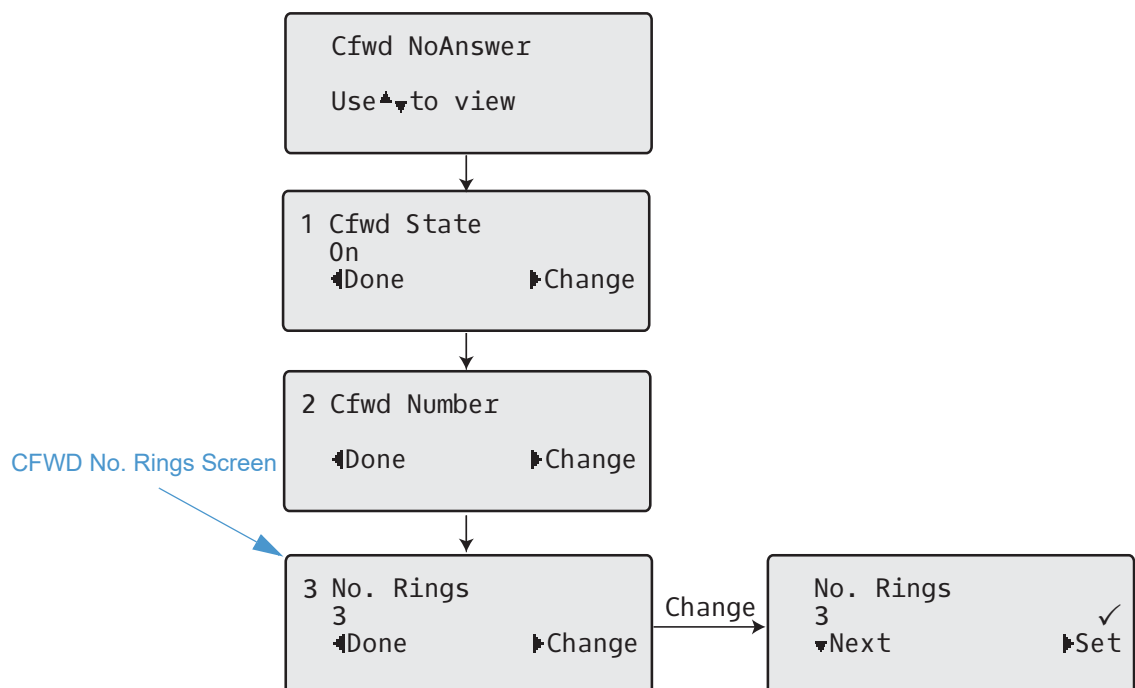 Cfwd NoAnswer
Use▲▼to view
1 Cfwd State
On
◀Done ▶Change
2 Cfwd Number
◀Done ▶Change
CFWD No. Rings Screen
3 No. Rings
3
◀Done ▶Change
Change
No. Rings
3 ✓
▼Next ▶Set